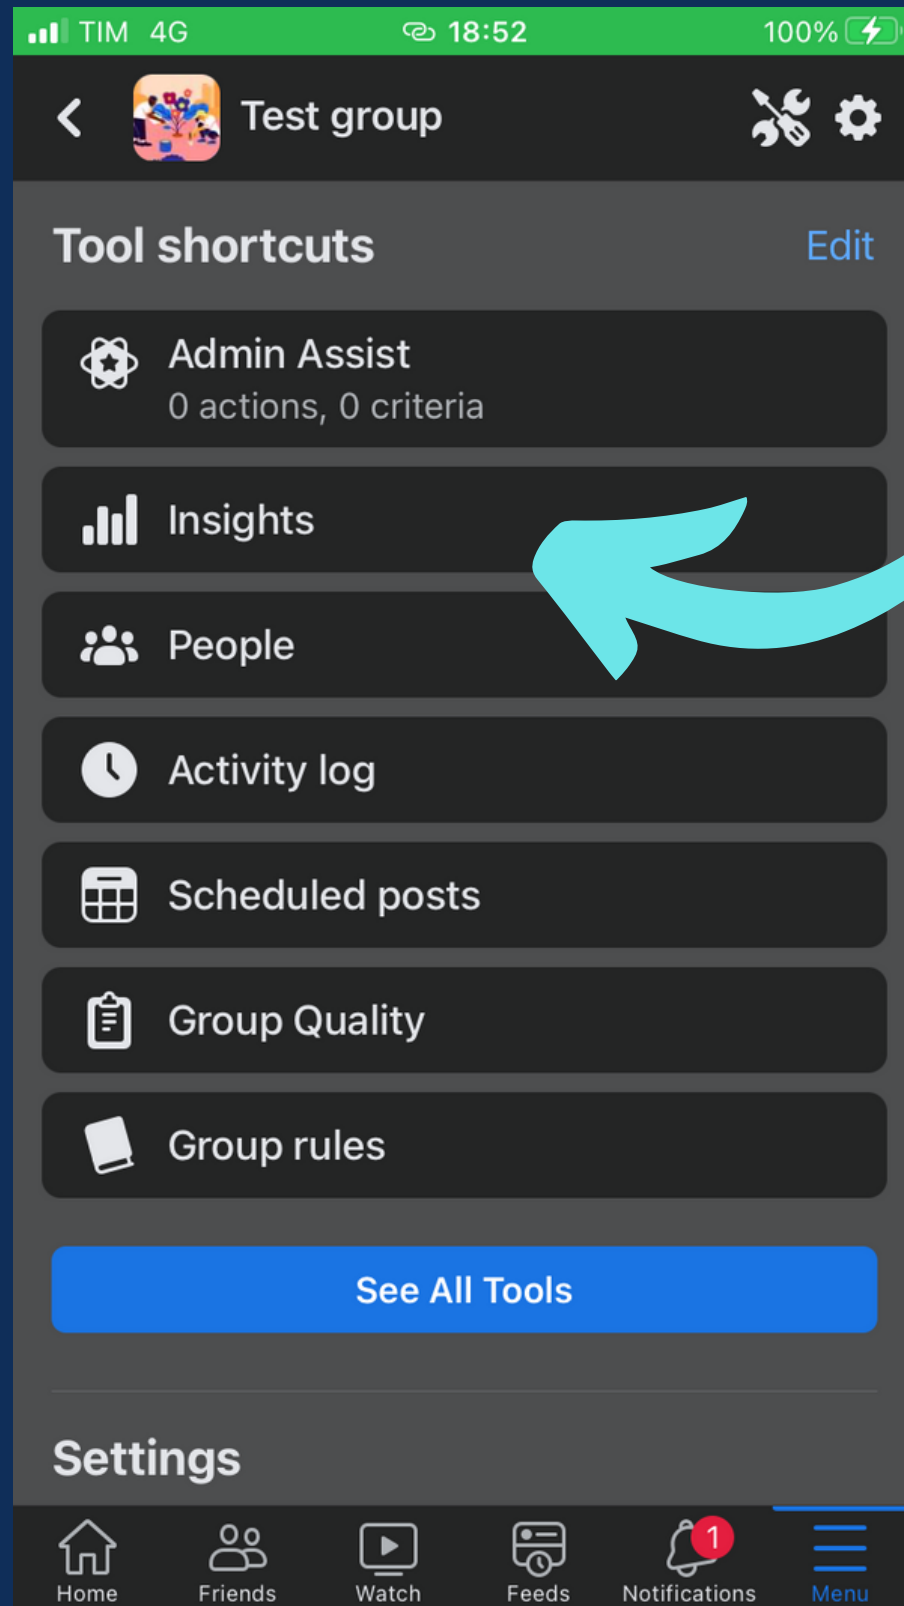 TIM 4G 18:52 100%
Test group
Tool shortcuts Edit
Admin Assist
0 actions, 0 criteria
Insights
People
Activity log
Scheduled posts
Group Quality
Group rules
See All Tools
Settings
1
Home Friends Watch Feeds Notifications Menu